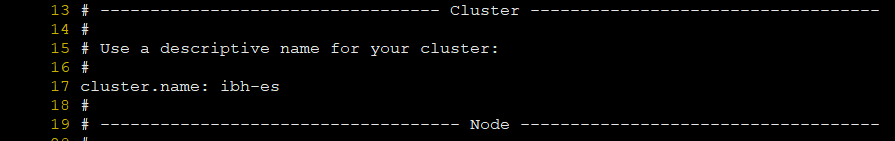 13 # ---------------------------------- Cluster -----------------------------------
14 #
15 # Use a descriptive name for your cluster:
16 #
17 cluster.name: ibh-es
18 #
19 # ------------------------------------ Node ------------------------------------